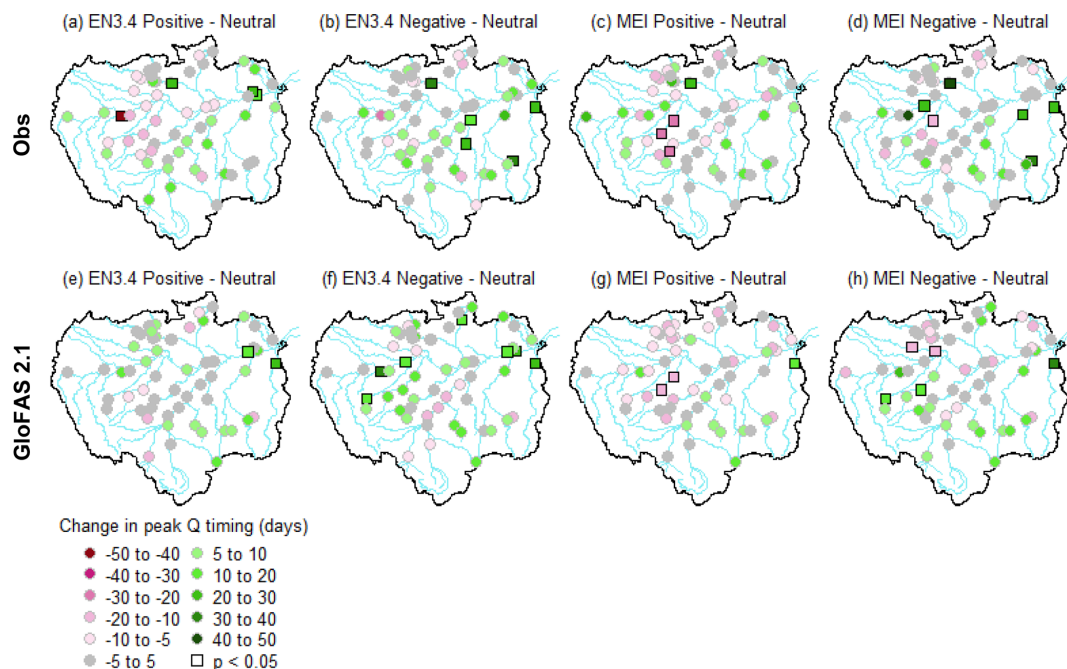 (a) EN3.4 Positive - Neutral
(b) EN3.4 Negative - Neutral
(c) MEI Positive - Neutral
(d) MEI Negative - Neutral
Obs
(e) EN3.4 Positive - Neutral
(f) EN3.4 Negative - Neutral
(g) MEI Positive - Neutral
(h) MEI Negative - Neutral
GloFAS 2.1
Change in peak Q timing (days)
-50 to -40
-40 to -30
-30 to -20
-20 to -10
-10 to -5
-5 to 5
5 to 10
10 to 20
20 to 30
30 to 40
40 to 50
p < 0.05